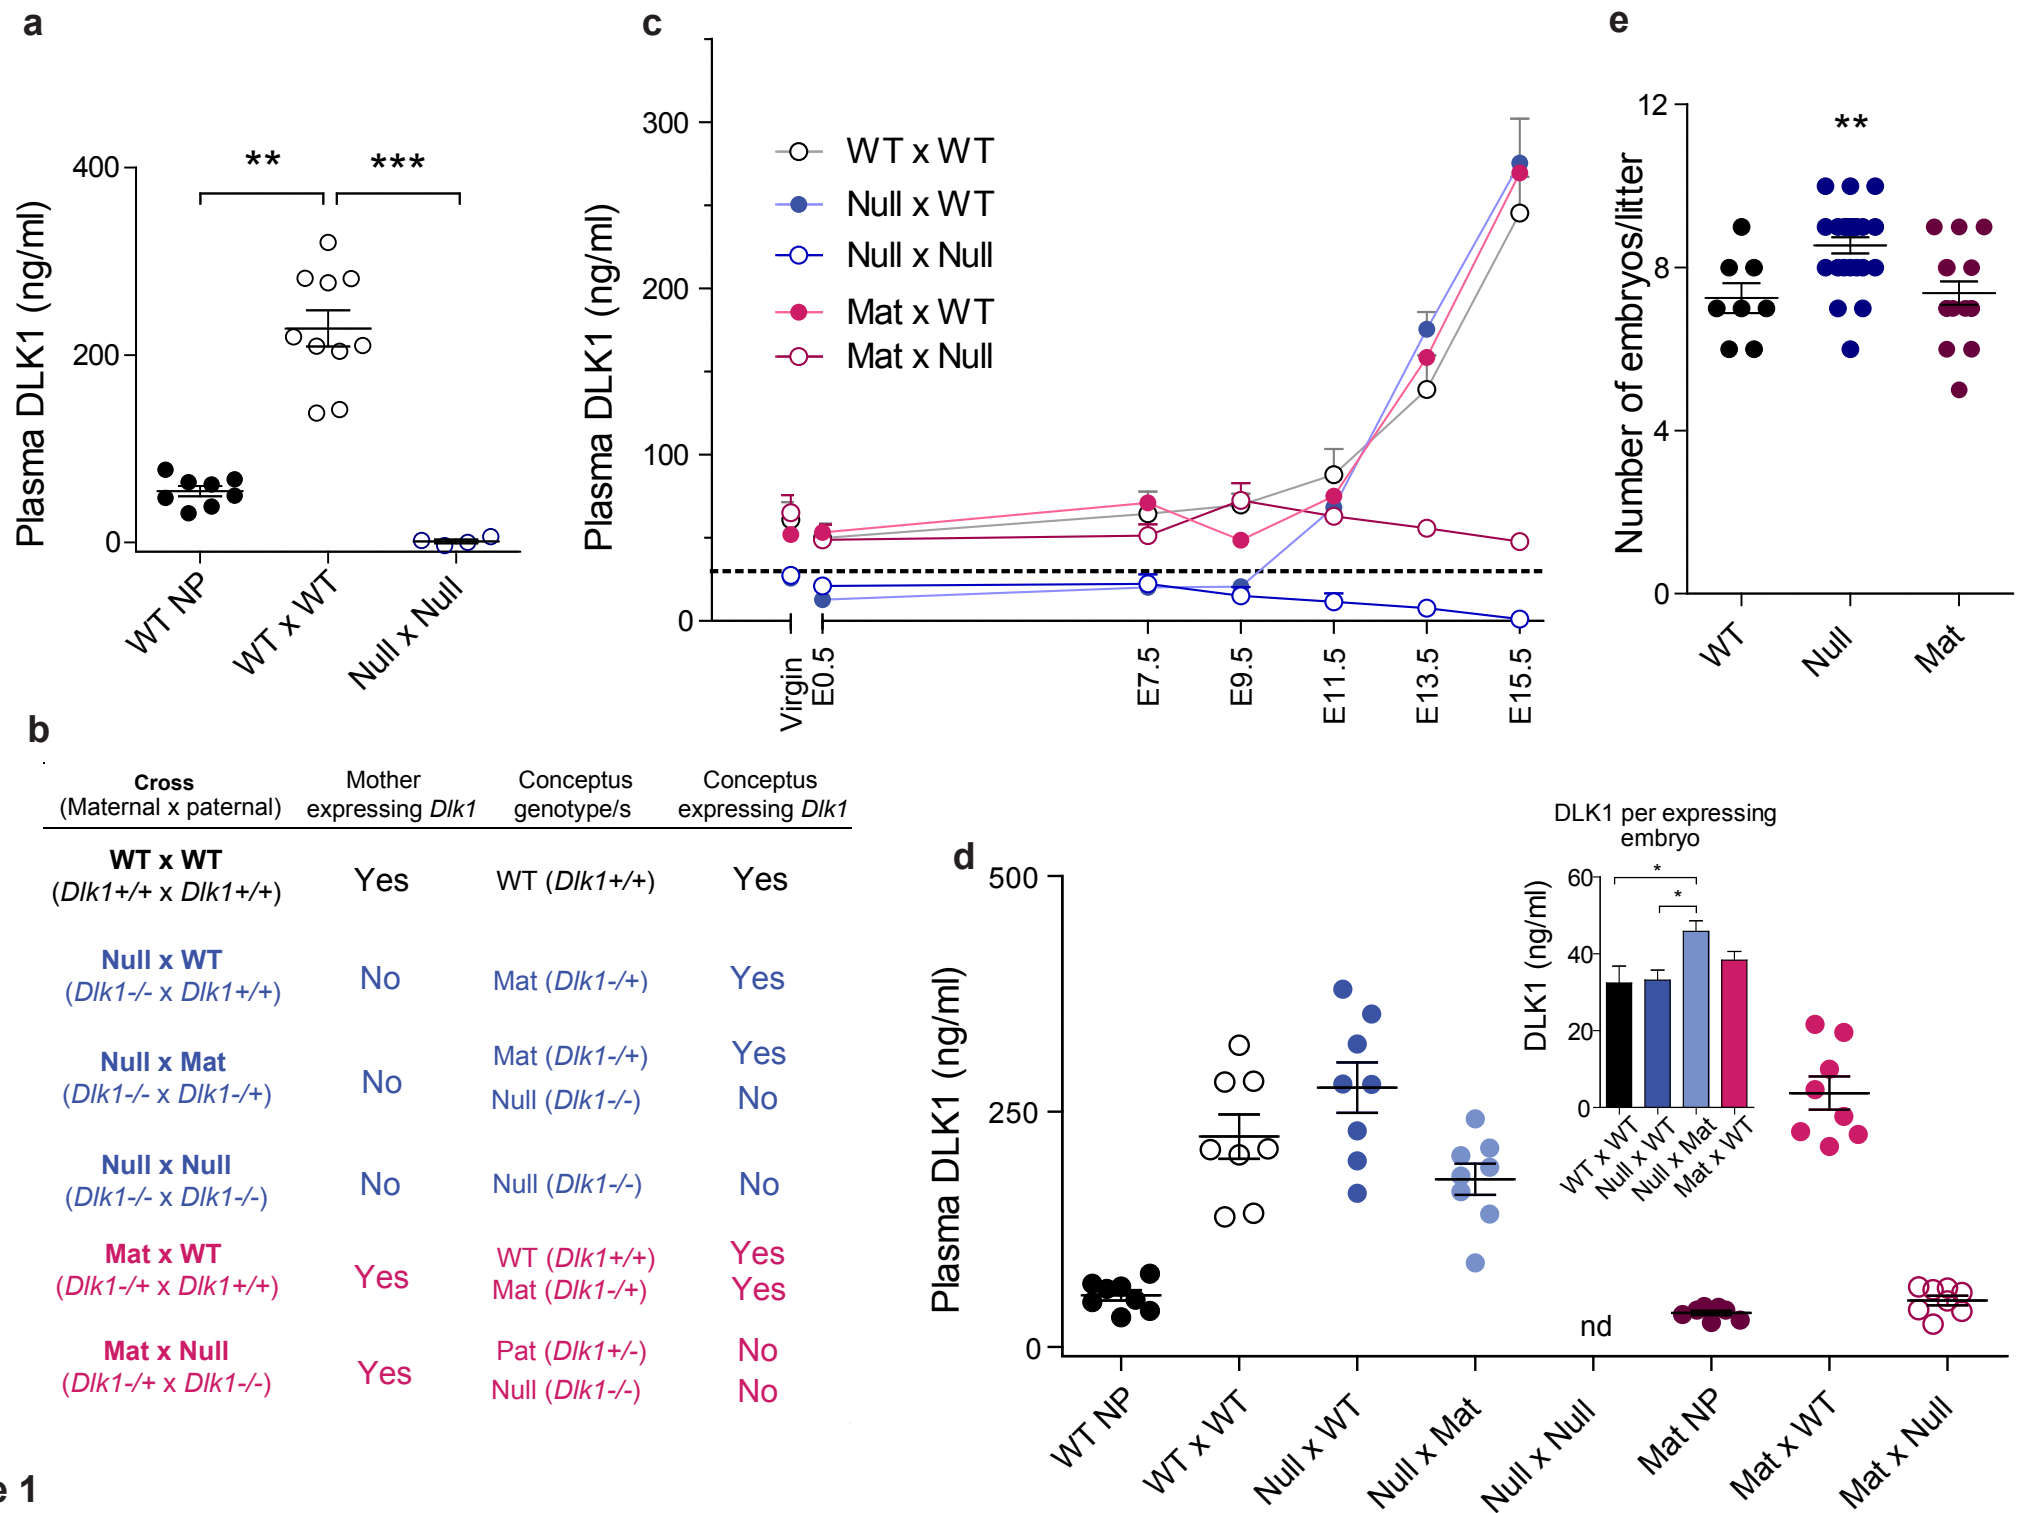 a
Plasma DLK1 (ng/ml)
400
200
0
**
***
WT NP
WT x WT
Null x Null
c
Plasma DLK1 (ng/ml)
300
200
100
0
WT x WT
Null x WT
Null x Null
Mat x WT
Mat x Null
Virgin
E0.5
E7.5
E9.5
E11.5
E13.5
E15.5
e
Number of embryos/litter
12
8
4
0
**
WT
Null
Mat
b
Cross
(Maternal x paternal)
Mother
expressing Dlk1
Conceptus
genotype/s
Conceptus
expressing Dlk1
WT x WT
(Dlk1+/+ x Dlk1+/+)
Yes
WT (Dlk1+/+)
Yes
Null x WT
(Dlk1-/- x Dlk1+/+)
No
Mat (Dlk1-/+)
Yes
Null x Mat
(Dlk1-/- x Dlk1-/+)
No
Mat (Dlk1-/+)
Yes
Null (Dlk1-/-)
No
Null x Null
(Dlk1-/- x Dlk1-/-)
No
Null (Dlk1-/-)
No
Mat x WT
(Dlk1-/+ x Dlk1+/+)
Yes
WT (Dlk1+/+)
Yes
Mat (Dlk1-/+)
Yes
Mat x Null
(Dlk1-/+ x Dlk1-/-)
Yes
Pat (Dlk1+/-)
No
Null (Dlk1-/-)
No
d
Plasma DLK1 (ng/ml)
500
250
0
nd
WT NP
WT x WT
Null x WT
Null x Mat
Null x Null
Mat NP
Mat x WT
Mat x Null
DLK1 per expressing
embryo
DLK1 (ng/ml)
60
40
20
0
*
*
WT x WT
Null x WT
Null x Mat
Mat x WT
e 1